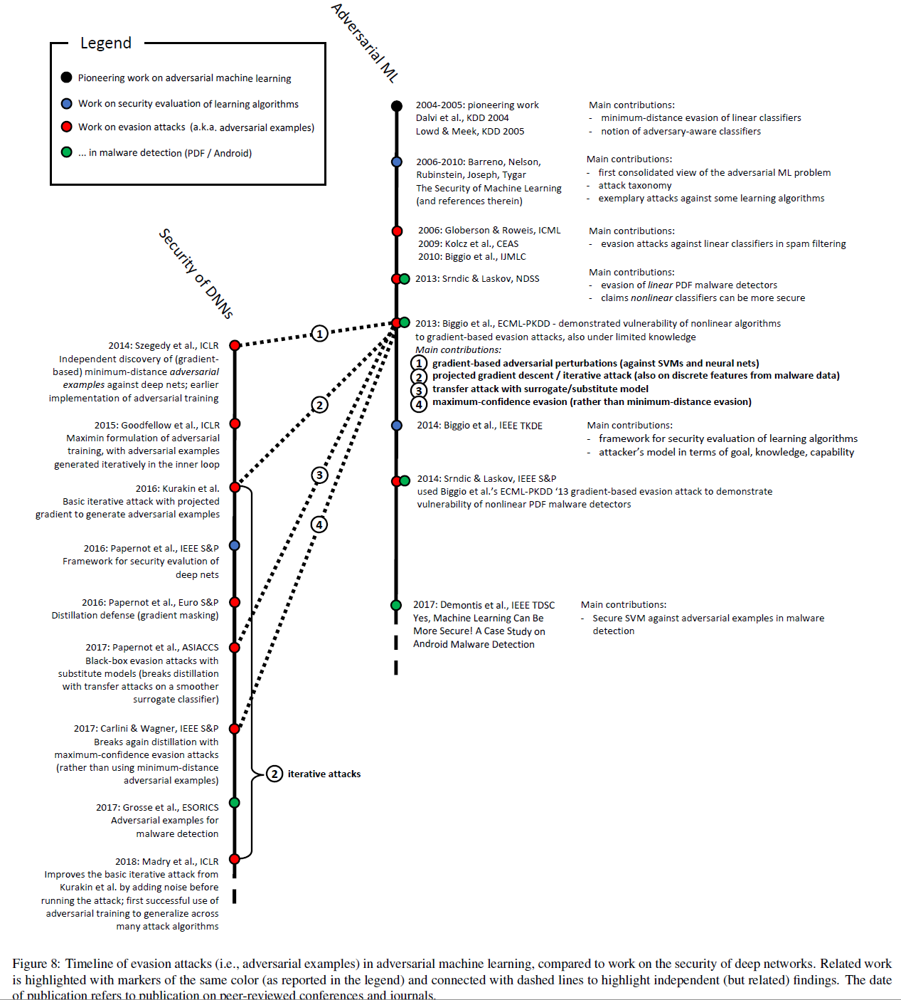 Adversarial ML
Legend
Pioneering work on adversarial machine learning
Work on security evaluation of learning algorithms
Work on evasion attacks (a.k.a. adversarial examples)
... in malware detection (PDF / Android)
2004-2005: pioneering work
Dalvi et al., KDD 2004
Lowd & Meek, KDD 2005
Main contributions:
- minimum-distance evasion of linear classifiers
- notion of adversary-aware classifiers
2006-2010: Barreno, Nelson,
Rubinstein, Joseph, Tygar
The Security of Machine Learning
(and references therein)
Main contributions:
- first consolidated view of the adversarial ML problem
- attack taxonomy
- exemplary attacks against some learning algorithms
2006: Globerson & Roweis, ICML
2009: Kolcz et al., CEAS
2010: Biggio et al., IJMLC
Main contributions:
- evasion attacks against linear classifiers in spam filtering
2013: Srndic & Laskov, NDSS
Main contributions:
- evasion of linear PDF malware detectors
- claims nonlinear classifiers can be more secure
2013: Biggio et al., ECML-PKDD - demonstrated vulnerability of nonlinear algorithms
to gradient-based evasion attacks, also under limited knowledge
Main contributions:
1 gradient-based adversarial perturbations (against SVMs and neural nets)
2 projected gradient descent / iterative attack (also on discrete features from malware data)
3 transfer attack with surrogate/substitute model
4 maximum-confidence evasion (rather than minimum-distance evasion)
2014: Biggio et al., IEEE TKDE
Main contributions:
- framework for security evaluation of learning algorithms
- attacker's model in terms of goal, knowledge, capability
2014: Srndic & Laskov, IEEE S&P
used Biggio et al.'s ECML-PKDD ‘13 gradient-based evasion attack to demonstrate
vulnerability of nonlinear PDF malware detectors
2017: Demontis et al., IEEE TDSC
Yes, Machine Learning Can Be
More Secure! A Case Study on
Android Malware Detection
Main contributions:
- Secure SVM against adversarial examples in malware
detection
Security of DNNs
1
2
3
4
2014: Szegedy et al., ICLR
Independent discovery of (gradient-
based) minimum-distance adversarial
examples against deep nets; earlier
implementation of adversarial training
2015: Goodfellow et al., ICLR
Maximin formulation of adversarial
training, with adversarial examples
generated iteratively in the inner loop
2016: Kurakin et al.
Basic iterative attack with projected
gradient to generate adversarial examples
2016: Papernot et al., IEEE S&P
Framework for security evalution of
deep nets
2016: Papernot et al., Euro S&P
Distillation defense (gradient masking)
2017: Papernot et al., ASIACCS
Black-box evasion attacks with
substitute models (breaks distillation
with transfer attacks on a smoother
surrogate classifier)
2017: Carlini & Wagner, IEEE S&P
Breaks again distillation with
maximum-confidence evasion attacks
(rather than using minimum-distance
adversarial examples)
2 iterative attacks
2017: Grosse et al., ESORICS
Adversarial examples for
malware detection
2018: Madry et al., ICLR
Improves the basic iterative attack from
Kurakin et al. by adding noise before
running the attack; first successful use of
adversarial training to generalize across
many attack algorithms
Figure 8: Timeline of evasion attacks (i.e., adversarial examples) in adversarial machine learning, compared to work on the security of deep networks. Related work
is highlighted with markers of the same color (as reported in the legend) and connected with dashed lines to highlight independent (but related) findings. The date
of publication refers to publication on peer-reviewed conferences and journals.